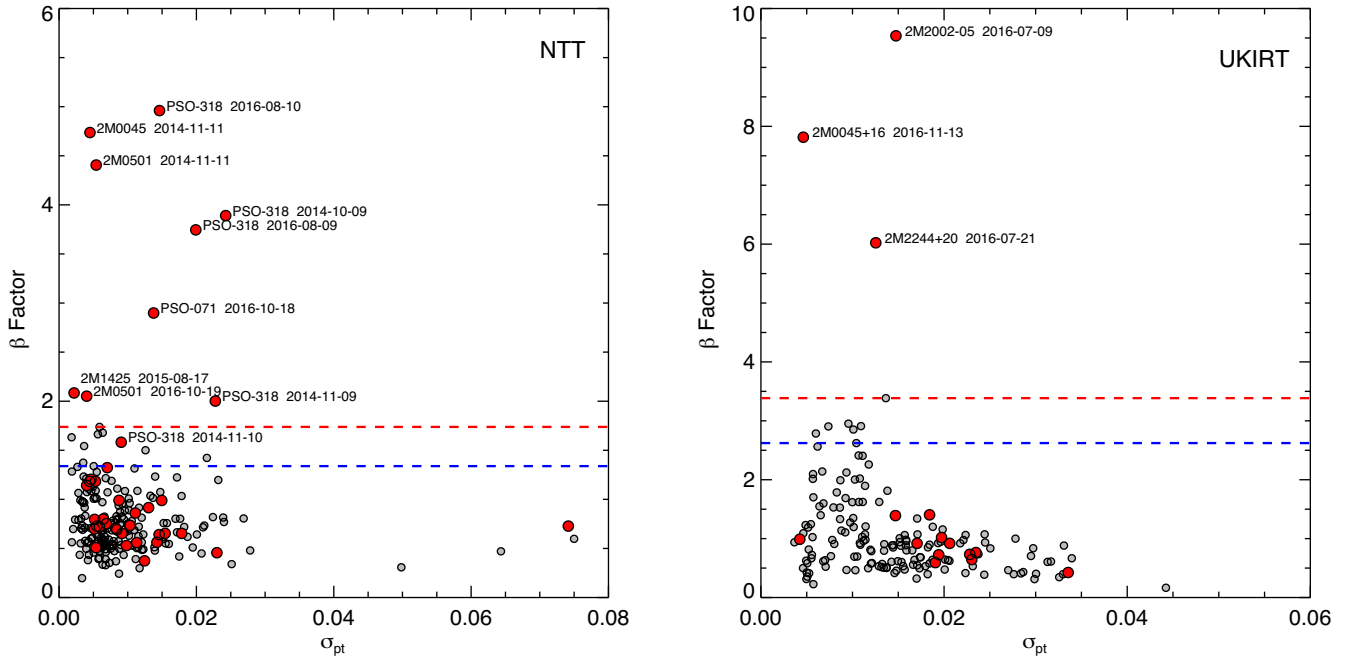 NTT
PSO-318 2016-08-10
2M0045 2014-11-11
2M0501 2014-11-11
PSO-318 2014-10-09
PSO-318 2016-08-09
PSO-071 2016-10-18
2M1425 2015-08-17
2M0501 2016-10-19
PSO-318 2014-11-09
PSO-318 2014-11-10
6
4
2
0
β Factor
0.00
0.02
0.04
0.06
0.08
σpt
UKIRT
2M2002-05 2016-07-09
2M0045+16 2016-11-13
2M2244+20 2016-07-21
10
8
6
4
2
0
β Factor
0.00
0.02
0.04
0.06
σpt